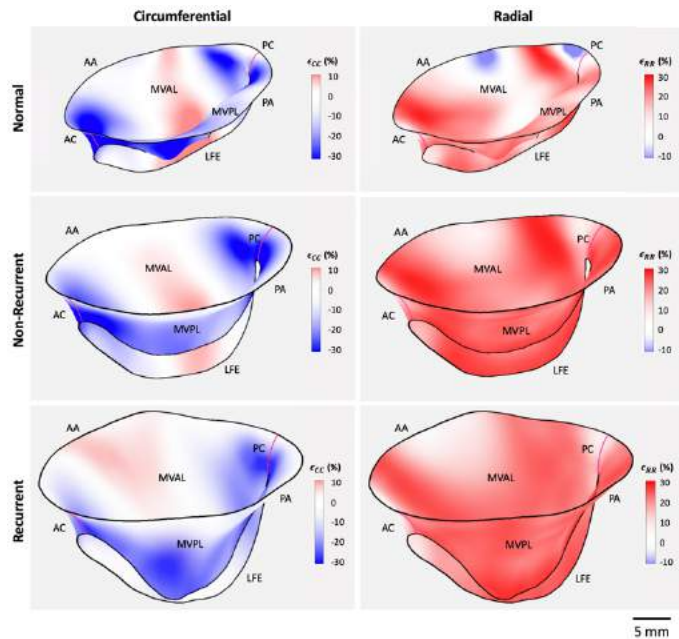 Circumferential
Radial
Normal
AA
PC
MVAL
MVPL
PA
AC
LFE
ϵCC (%)
10
0
-10
-20
-30
AA
PC
MVAL
MVPL
PA
AC
LFE
ϵRR (%)
30
20
10
0
-10
Non-Recurrent
AA
PC
MVAL
MVPL
PA
AC
LFE
ϵCC (%)
10
0
-10
-20
-30
AA
PC
MVAL
MVPL
PA
AC
LFE
ϵRR (%)
30
20
10
0
-10
Recurrent
AA
PC
MVAL
MVPL
PA
AC
LFE
ϵCC (%)
10
0
-10
-20
-30
AA
PC
MVAL
MVPL
PA
AC
LFE
ϵRR (%)
30
20
10
0
-10
5 mm